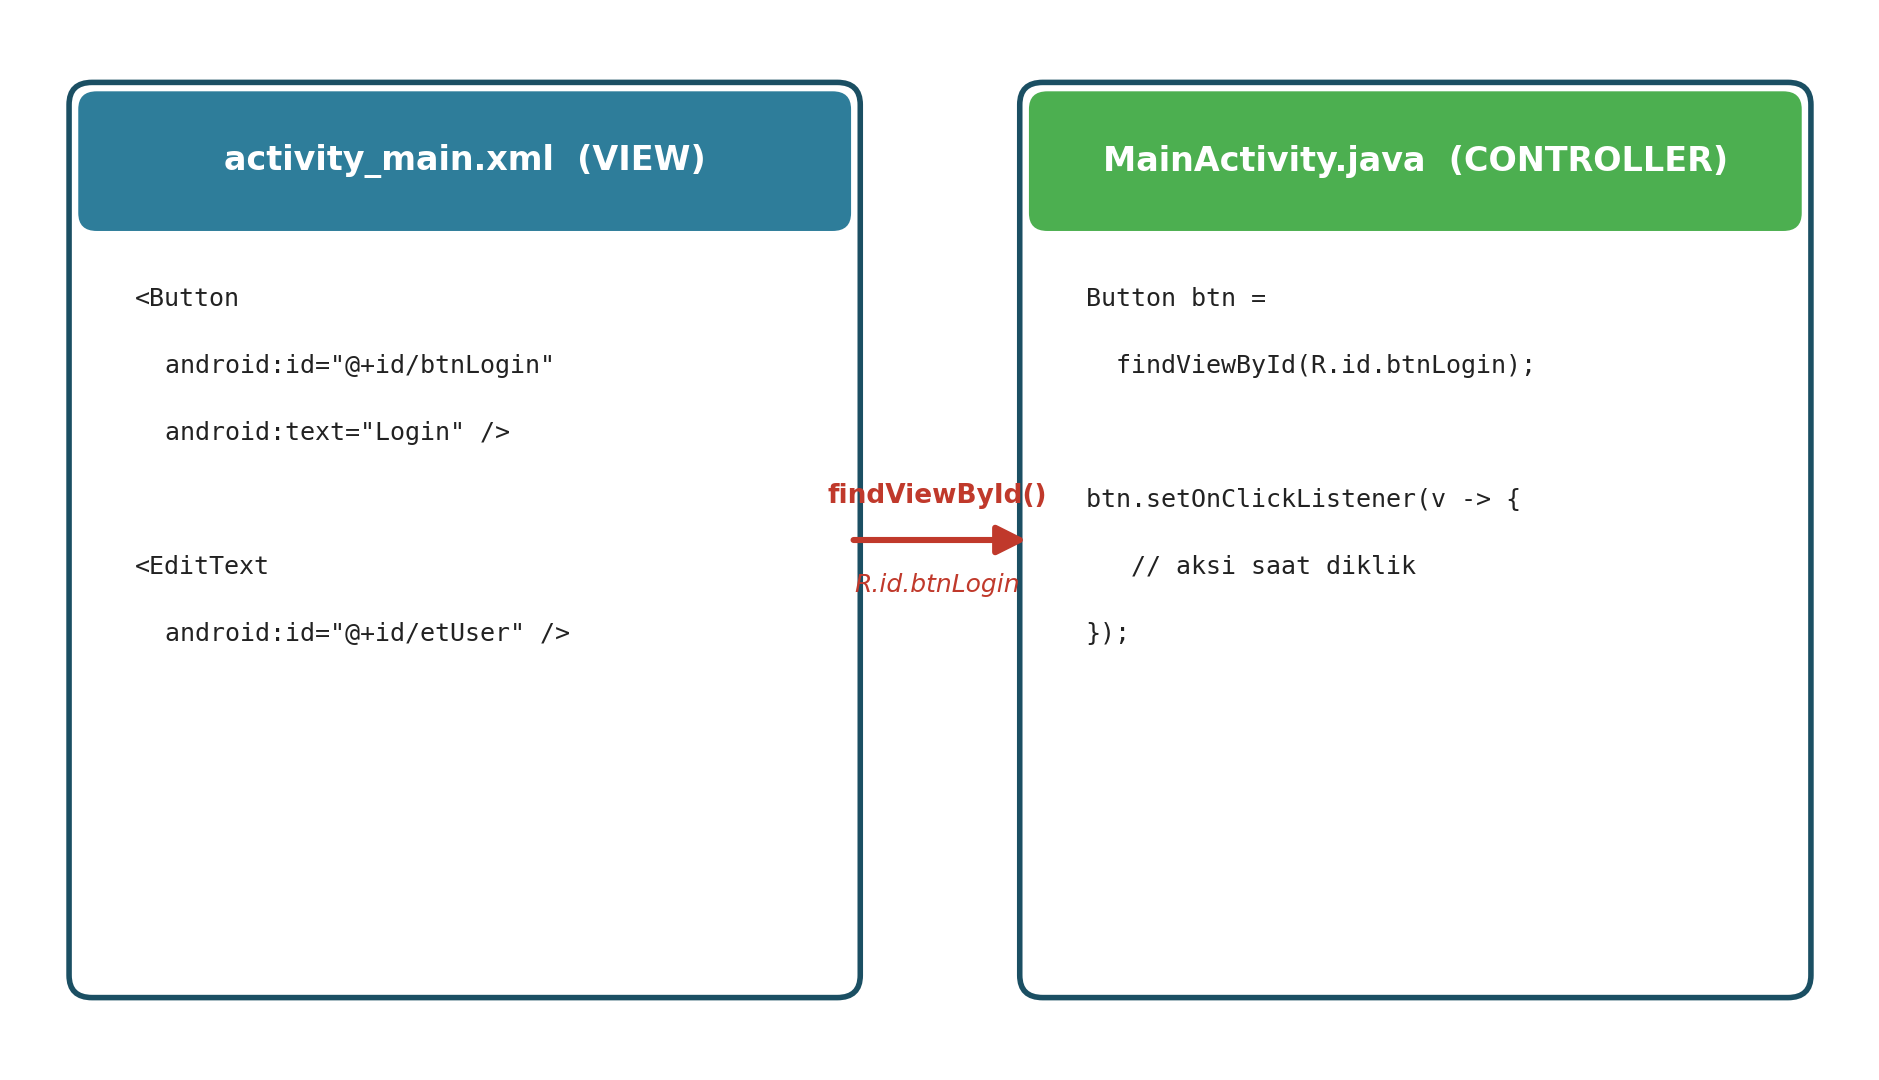 activity_main.xml  (VIEW)
<Button
  android:id="@+id/btnLogin"
  android:text="Login" />
<EditText
  android:id="@+id/etUser" />
findViewById()
R.id.btnLogin
MainActivity.java  (CONTROLLER)
Button btn =
  findViewById(R.id.btnLogin);
btn.setOnClickListener(v -> {
   // aksi saat diklik
});